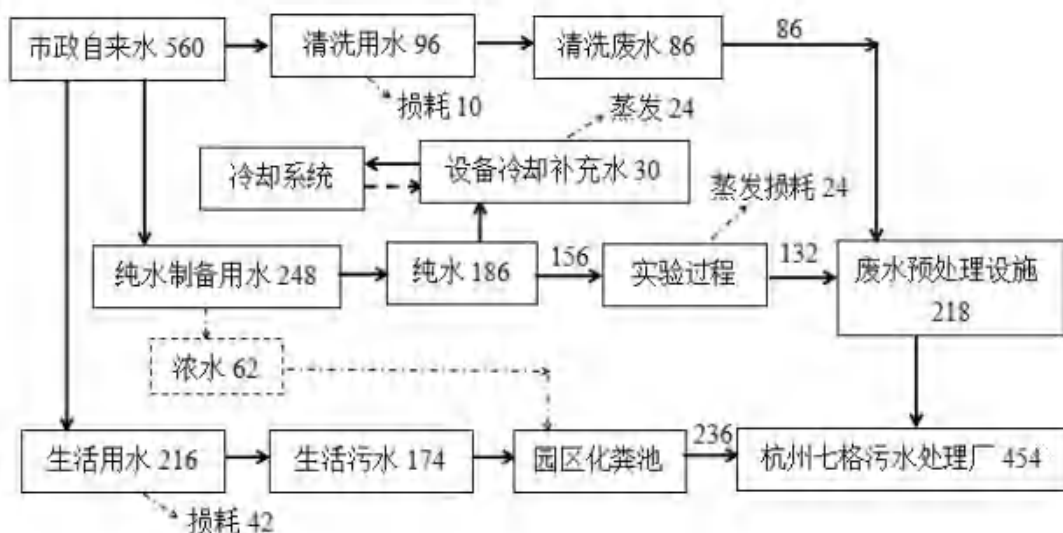 市政自来水 560
清洗用水 96
清洗废水 86
86
损耗 10
蒸发 24
冷却系统
设备冷却补充水 30
蒸发损耗 24
纯水制备用水 248
纯水 186
156
实验过程
132
废水预处理设施
218
浓水 62
生活用水 216
生活污水 174
园区化粪池
236
杭州七格污水处理厂 454
损耗 42